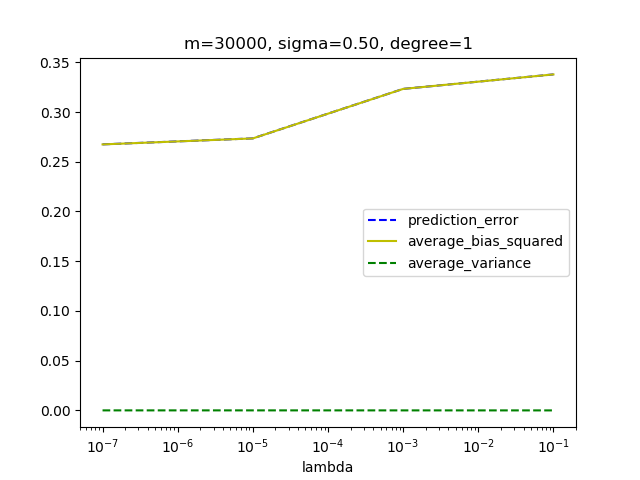 m=30000, sigma=0.50, degree=1
0.35
0.30
0.25
0.20
0.15
0.10
0.05
0.00
prediction_error
average_bias_squared
average_variance
10⁻⁷ 10⁻⁶ 10⁻⁵ 10⁻⁴ 10⁻³ 10⁻² 10⁻¹
lambda